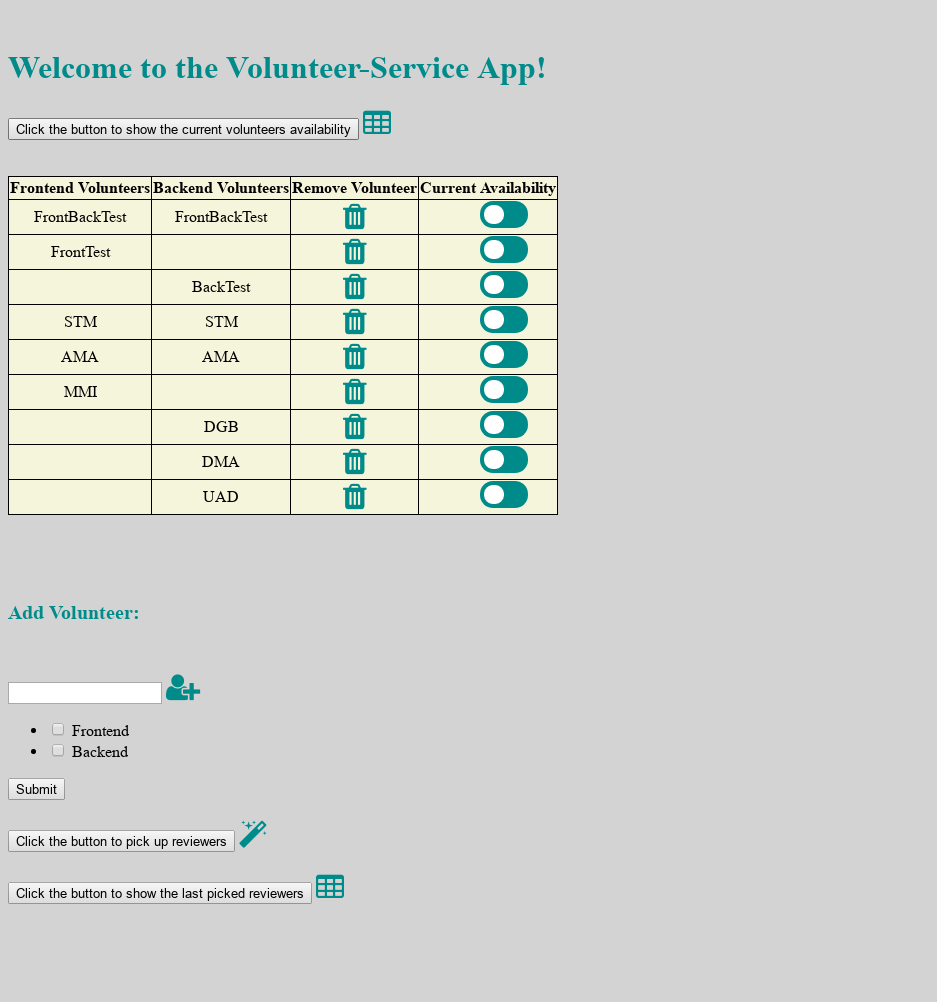 Welcome to the Volunteer-Service App!
Click the button to show the current volunteers availability
Frontend Volunteers Backend Volunteers Remove Volunteer Current Availability
FrontBackTest FrontBackTest
FrontTest
BackTest
STM STM
AMA AMA
MMI
DGB
DMA
UAD
Add Volunteer:
Frontend
Backend
Submit
Click the button to pick up reviewers
Click the button to show the last picked reviewers